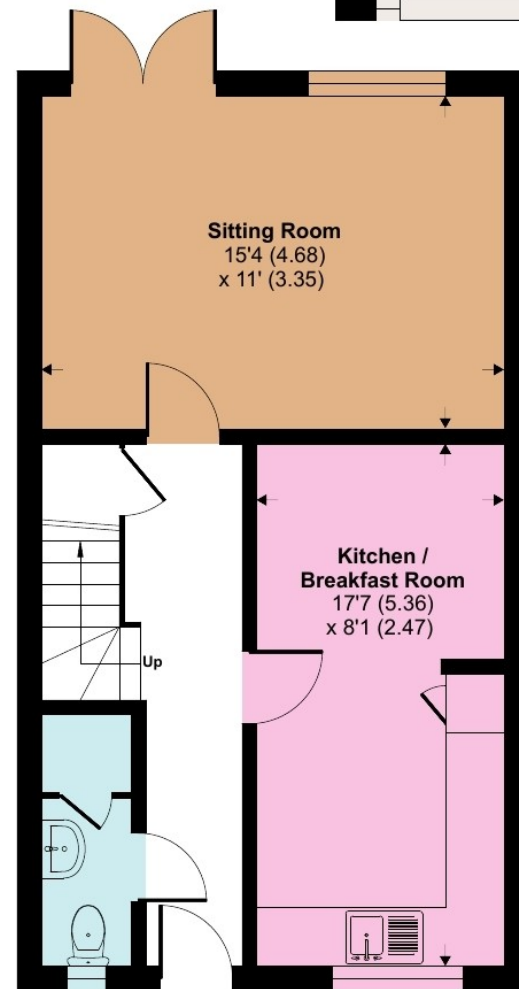 Sitting Room
15'4 (4.68)
x 11' (3.35)
Kitchen /
Breakfast Room
17'7 (5.36)
x 8'1 (2.47)
Up